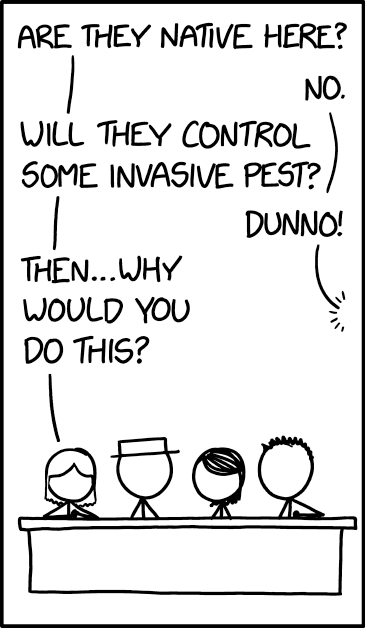 ARE THEY NATIVE HERE?
NO.
WILL THEY CONTROL
SOME INVASIVE PEST?
DUNNO!
THEN...WHY
WOULD YOU
DO THIS?